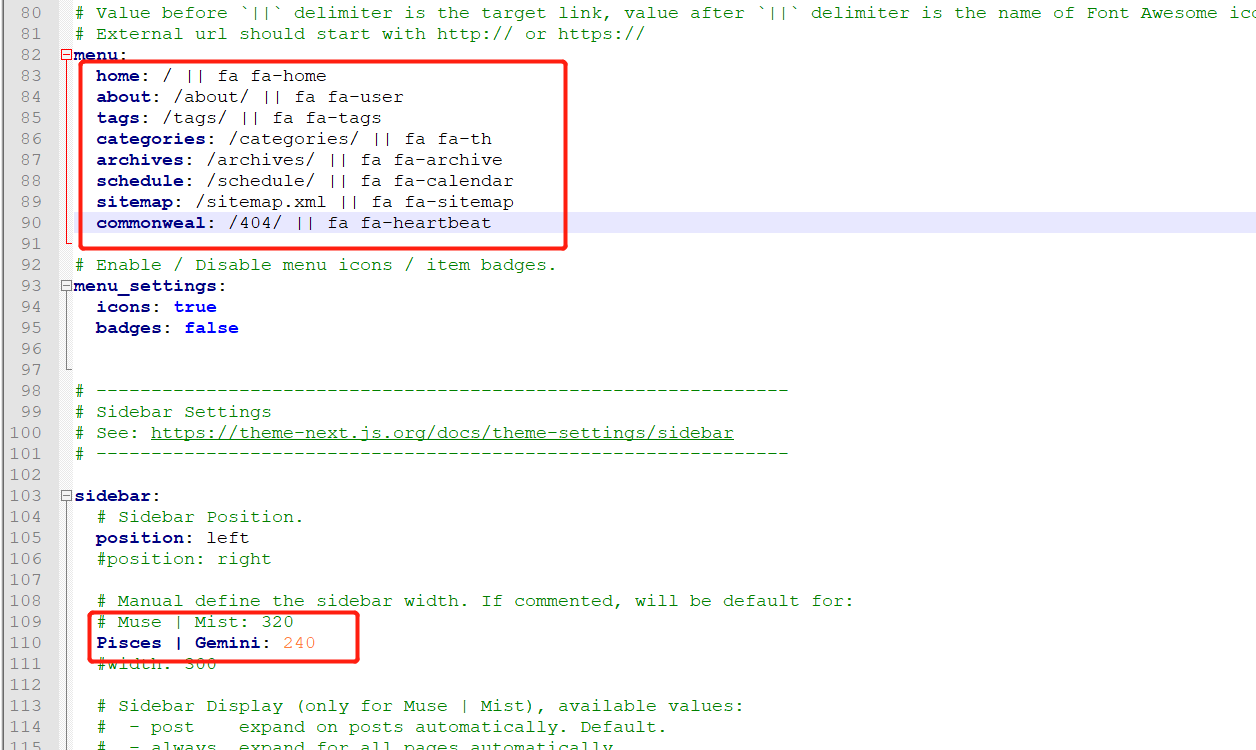 80 # Value before `||` delimiter is the target link, value after `||` delimiter is the name of Font Awesome
81 # External url should start with http:// or https://
82 menu:
83 home: / || fa fa-home
84 about: /about/ || fa fa-user
85 tags: /tags/ || fa fa-tags
86 categories: /categories/ || fa fa-th
87 archives: /archives/ || fa fa-archive
88 schedule: /schedule/ || fa fa-calendar
89 sitemap: /sitemap.xml || fa fa-sitemap
90 commonweal: /404/ || fa fa-heartbeat
91
92 # Enable / Disable menu icons / item badges.
93 menu_settings:
94 icons: true
95 badges: false
96
97
98 # ---------------------------------------------------------------
99 # Sidebar Settings
100 # See: https://theme-next.js.org/docs/theme-settings/sidebar
101 # ---------------------------------------------------------------
102
103 sidebar:
104 # Sidebar Position.
105 position: left
106 #position: right
107
108 # Manual define the sidebar width. If commented, will be default for:
109 # Muse | Mist: 320
110 Pisces | Gemini: 240
111 #width: 300
112
113 # Sidebar Display (only for Muse | Mist), available values:
114 # - post expand on posts automatically. Default.
115 # - always expand for all pages automatically.